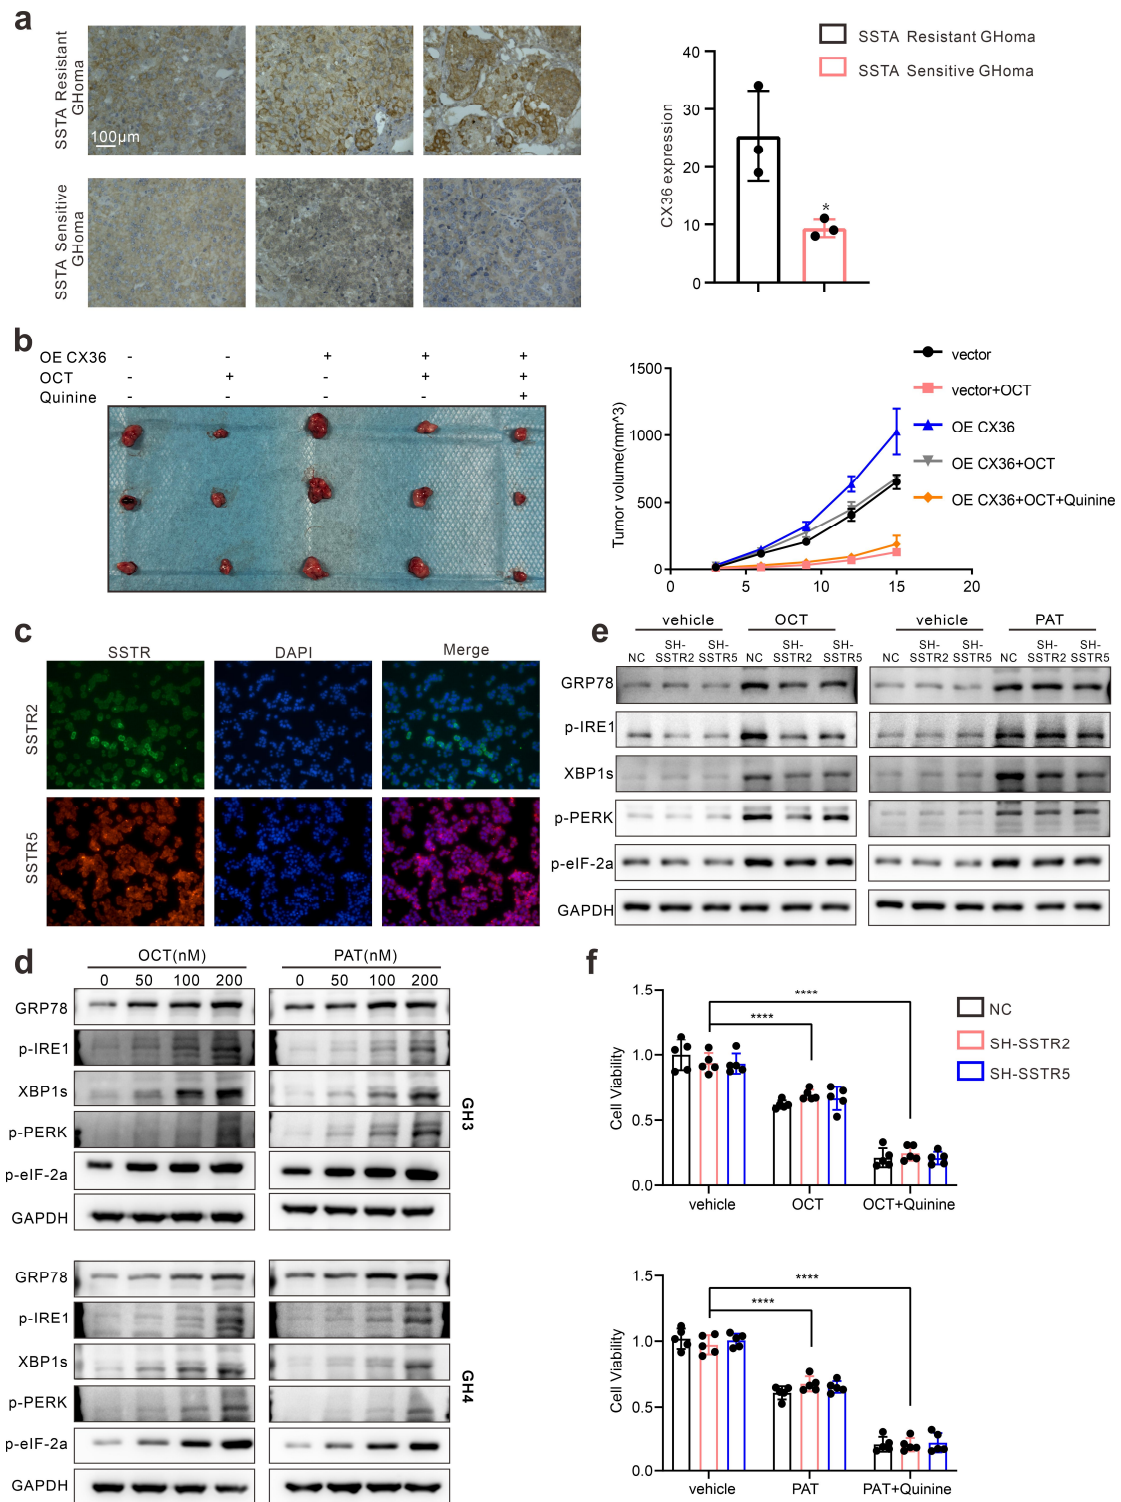 a
SSTA Resistant
GHoma
100μm
SSTA Sensitive
GHoma
CX36 expression
40
30
20
10
0
*
SSTA Resistant GHoma
SSTA Sensitive GHoma
b
OE CX36 - - + + +
OCT - + - + +
Quinine - - - - +
Tumor volume(mm^3)
1500
1000
500
0
0 5 10 15 20
vector
vector+OCT
OE CX36
OE CX36+OCT
OE CX36+OCT+Quinine
c
SSTR DAPI Merge
SSTR2
SSTR5
e
vehicle OCT vehicle PAT
NC SH-SSTR2 SH-SSTR5 NC SH-SSTR2 SH-SSTR5 NC SH-SSTR2 SH-SSTR5 NC SH-SSTR2 SH-SSTR5
GRP78
p-IRE1
XBP1s
p-PERK
p-eIF-2a
GAPDH
d
OCT(nM) PAT(nM)
0 50 100 200 0 50 100 200
GRP78
p-IRE1
XBP1s
p-PERK
p-eIF-2a
GAPDH
GH3
GRP78
p-IRE1
XBP1s
p-PERK
p-eIF-2a
GAPDH
GH4
f
Cell Viability
1.5
1.0
0.5
0.0
****
****
vehicle OCT OCT+Quinine
NC
SH-SSTR2
SH-SSTR5
Cell Viability
1.5
1.0
0.5
0.0
****
****
vehicle PAT PAT+Quinine